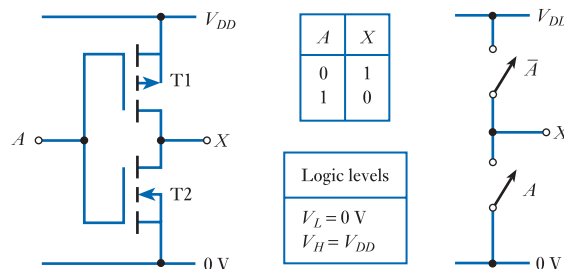 V_DD
T1
A
X
T2
0 V
A X
0 1
1 0
Logic levels
V_L = 0 V
V_H = V_DD
V_DD
A̅
X
A
0 V